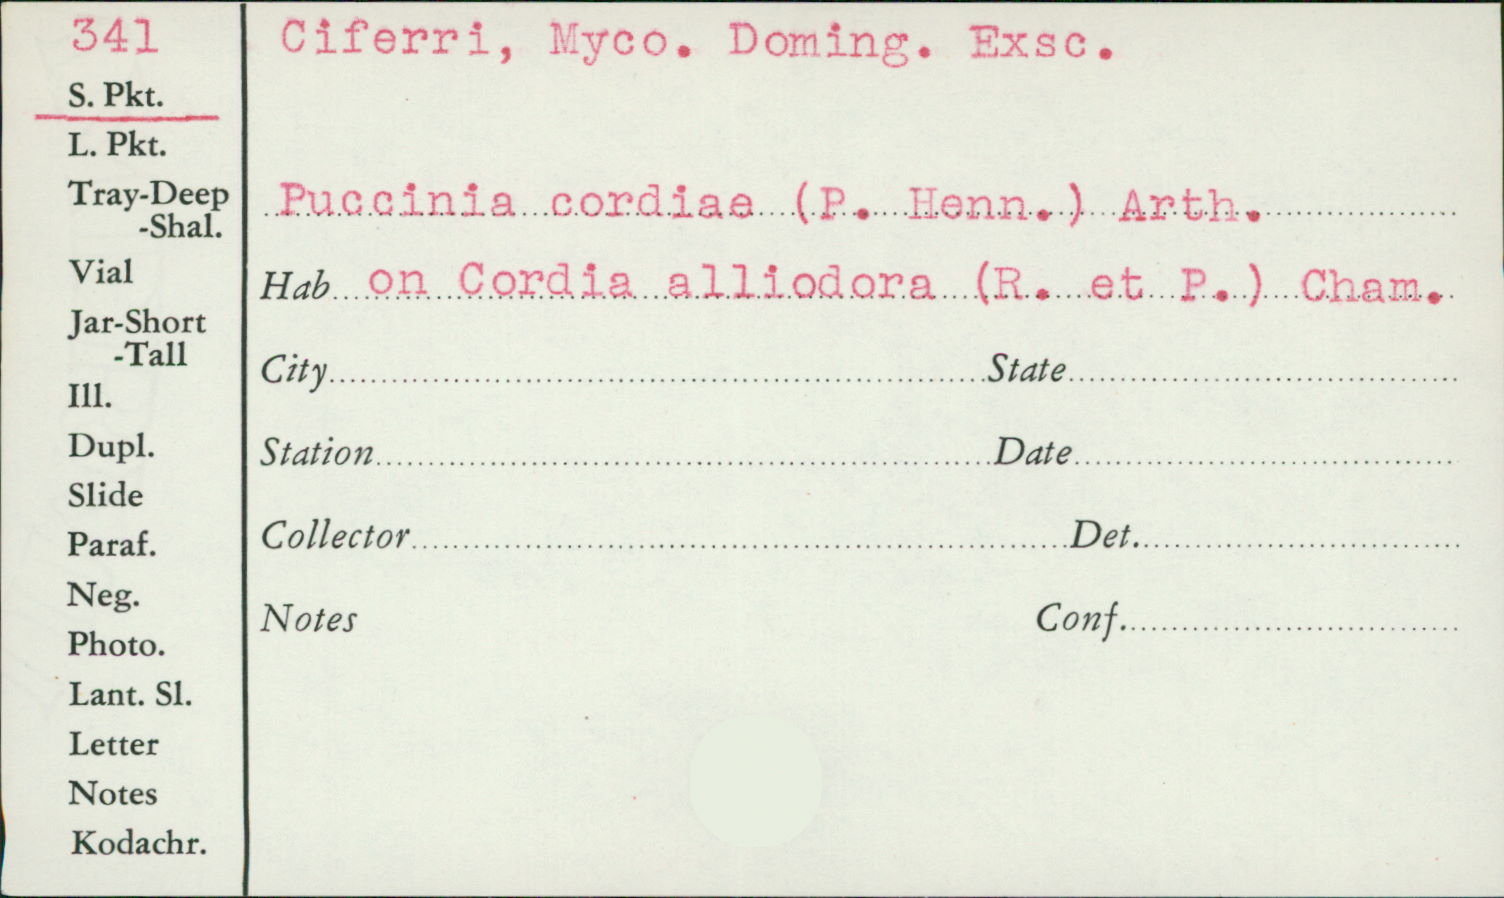 341
S. Pkt.
L. Pkt.
Tray-Deep
-Shal.
Vial
Jar-Short
-Tall
Ill.
Dupl.
Slide
Paraf.
Neg.
Photo.
Lant. Sl.
Letter
Notes
Kodachr.
Ciferri, Myco. Doming. Exsc.
Puccinia cordiae (P. Henn.) Arth.
Hab on Cordia alliodora (R. et P.) Cham.
City State
Station Date
Collector Det.
Notes Conf.